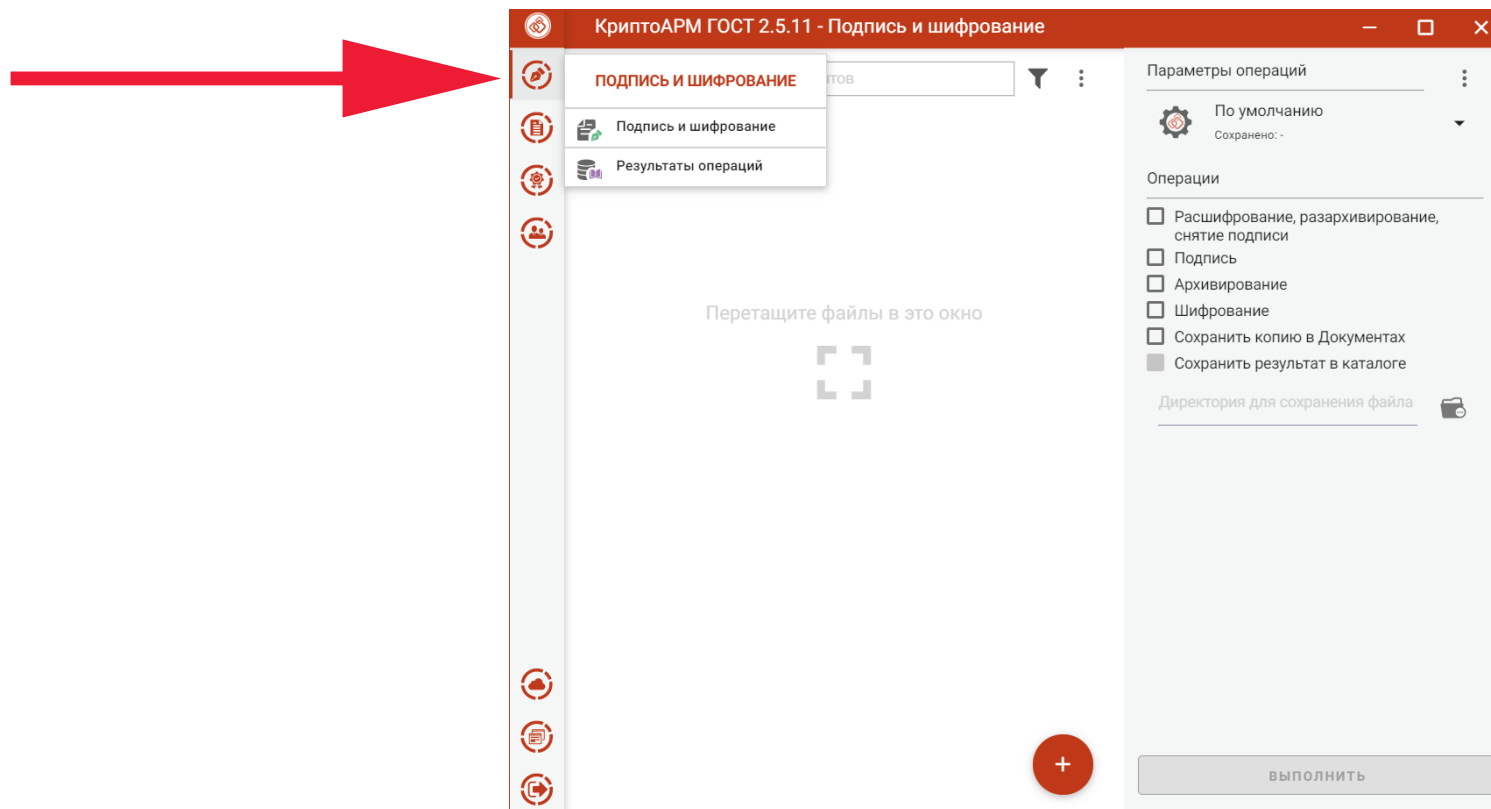 КриптоАРМ ГОСТ 2.5.11 - Подпись и шифрование
ПОДПИСЬ И ШИФРОВАНИЕ
тов
Подпись и шифрование
Результаты операций
Перетащите файлы в это окно
Параметры операций
По умолчанию
Сохранено: -
Операции
Расшифрование, разархивирование,
снятие подписи
Подпись
Архивирование
Шифрование
Сохранить копию в Документах
Сохранить результат в каталоге
Директория для сохранения файла
ВЫПОЛНИТЬ